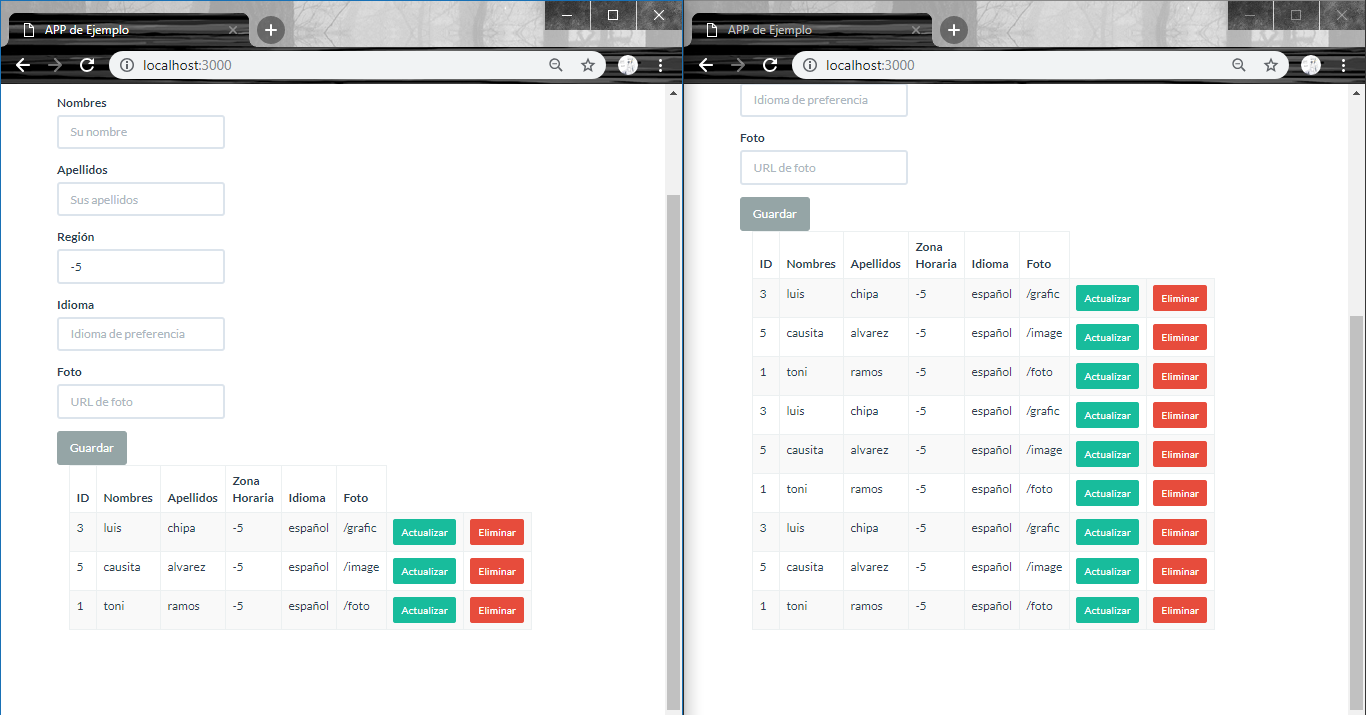 APP de Ejemplo
localhost:3000
Nombres
Su nombre
Apellidos
Sus apellidos
Región
-5
Idioma
Idioma de preferencia
Foto
URL de foto
Guardar
ID Nombres Apellidos Zona Horaria Idioma Foto
3 luis chipa -5 español /grafic Actualizar Eliminar
5 causita alvarez -5 español /image Actualizar Eliminar
1 toni ramos -5 español /foto Actualizar Eliminar
APP de Ejemplo
localhost:3000
Idioma de preferencia
Foto
URL de foto
Guardar
ID Nombres Apellidos Zona Horaria Idioma Foto
3 luis chipa -5 español /grafic Actualizar Eliminar
5 causita alvarez -5 español /image Actualizar Eliminar
1 toni ramos -5 español /foto Actualizar Eliminar
3 luis chipa -5 español /grafic Actualizar Eliminar
5 causita alvarez -5 español /image Actualizar Eliminar
1 toni ramos -5 español /foto Actualizar Eliminar
3 luis chipa -5 español /grafic Actualizar Eliminar
5 causita alvarez -5 español /image Actualizar Eliminar
1 toni ramos -5 español /foto Actualizar Eliminar